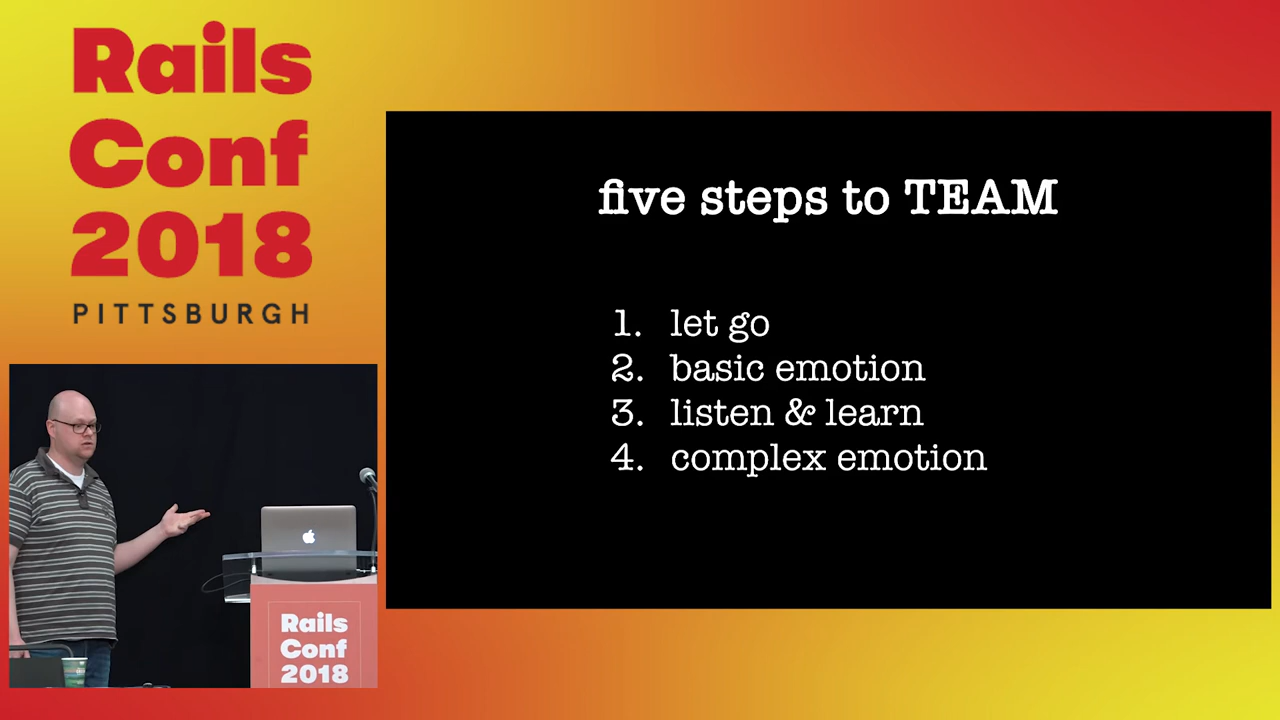 Rails
Conf
2018
PITTSBURGH
five steps to TEAM
1. let go
2. basic emotion
3. listen & learn
4. complex emotion
Rails
Conf
2018